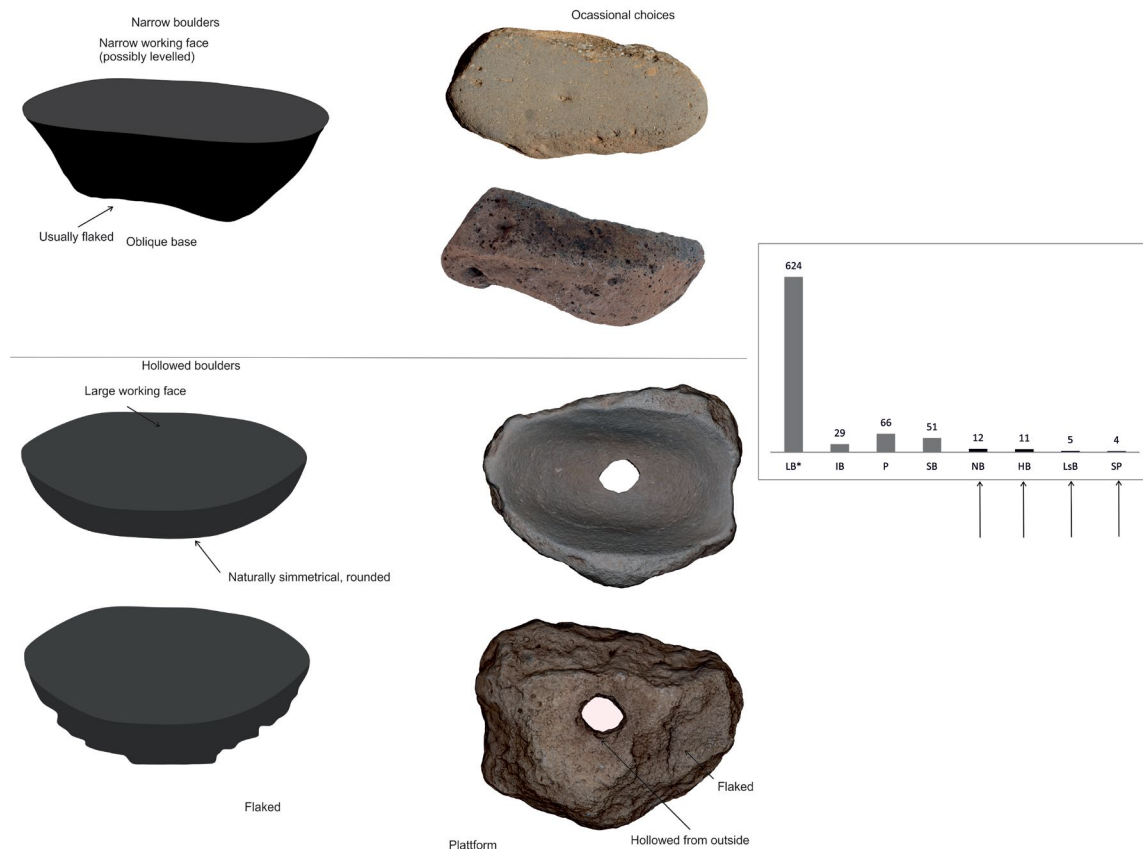 Narrow boulders
Ocassional choices
Narrow working face
(possibly levelled)
Usually flaked
Oblique base
624
29
66
51
12
11
5
4
LB*
IB
P
SB
NB
HB
LsB
SP
Hollowed boulders
Large working face
Naturally simmetrical, rounded
Flaked
Flaked
Hollowed from outside
Plattform